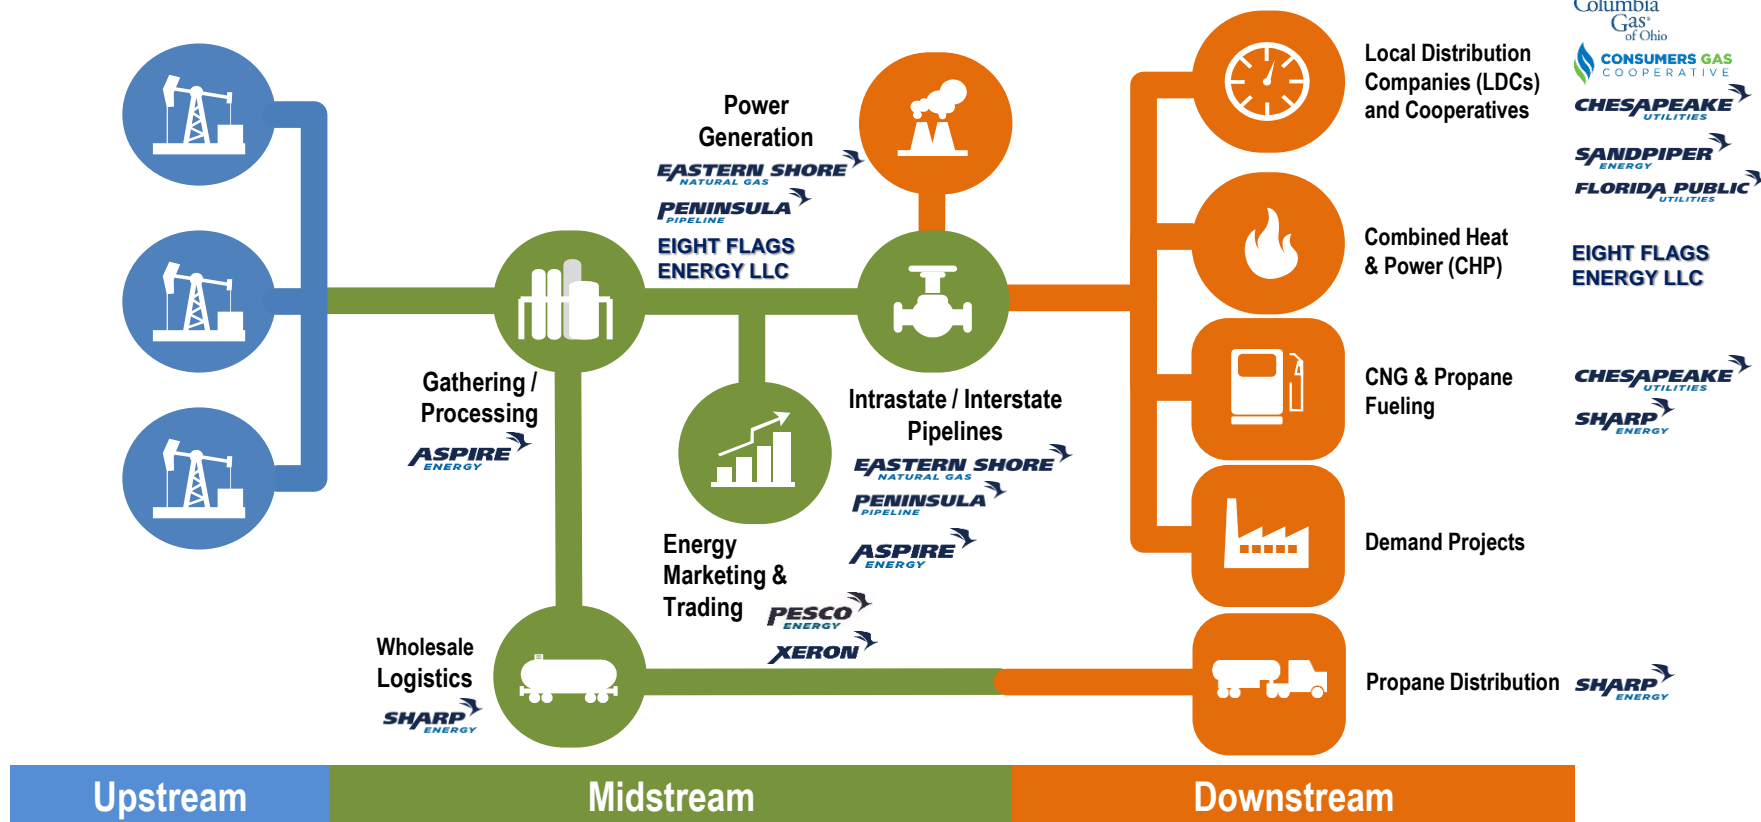 Columbia
Gas®
of Ohio
CONSUMERS GAS
COOPERATIVE
Local Distribution
Companies (LDCs)
and Cooperatives
CHESAPEAKE
UTILITIES
SANDPIPER
ENERGY
FLORIDA PUBLIC
UTILITIES
Power
Generation
EASTERN SHORE
NATURAL GAS
PENINSULA
PIPELINE
EIGHT FLAGS
ENERGY LLC
Combined Heat
& Power (CHP)
EIGHT FLAGS
ENERGY LLC
Gathering /
Processing
ASPIRE
ENERGY
Intrastate / Interstate
Pipelines
EASTERN SHORE
NATURAL GAS
PENINSULA
PIPELINE
ASPIRE
ENERGY
CNG & Propane
Fueling
CHESAPEAKE
UTILITIES
SHARP
ENERGY
Energy
Marketing &
Trading
PESCO
ENERGY
XERON
Demand Projects
Wholesale
Logistics
SHARP
ENERGY
Propane Distribution
SHARP
ENERGY
Upstream
Midstream
Downstream